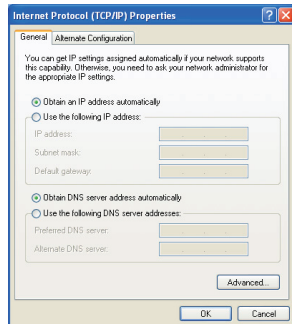 Internet Protocol (TCP/IP) Properties
General
Alternate Configuration
You can get IP settings assigned automatically if your network supports
this capability. Otherwise, you need to ask your network administrator for
the appropriate IP settings.
Obtain an IP address automatically
Use the following IP address:
IP address:
Subnet mask:
Default gateway:
Obtain DNS server address automatically
Use the following DNS server addresses:
Preferred DNS server:
Alternate DNS server:
Advanced...
OK
Cancel